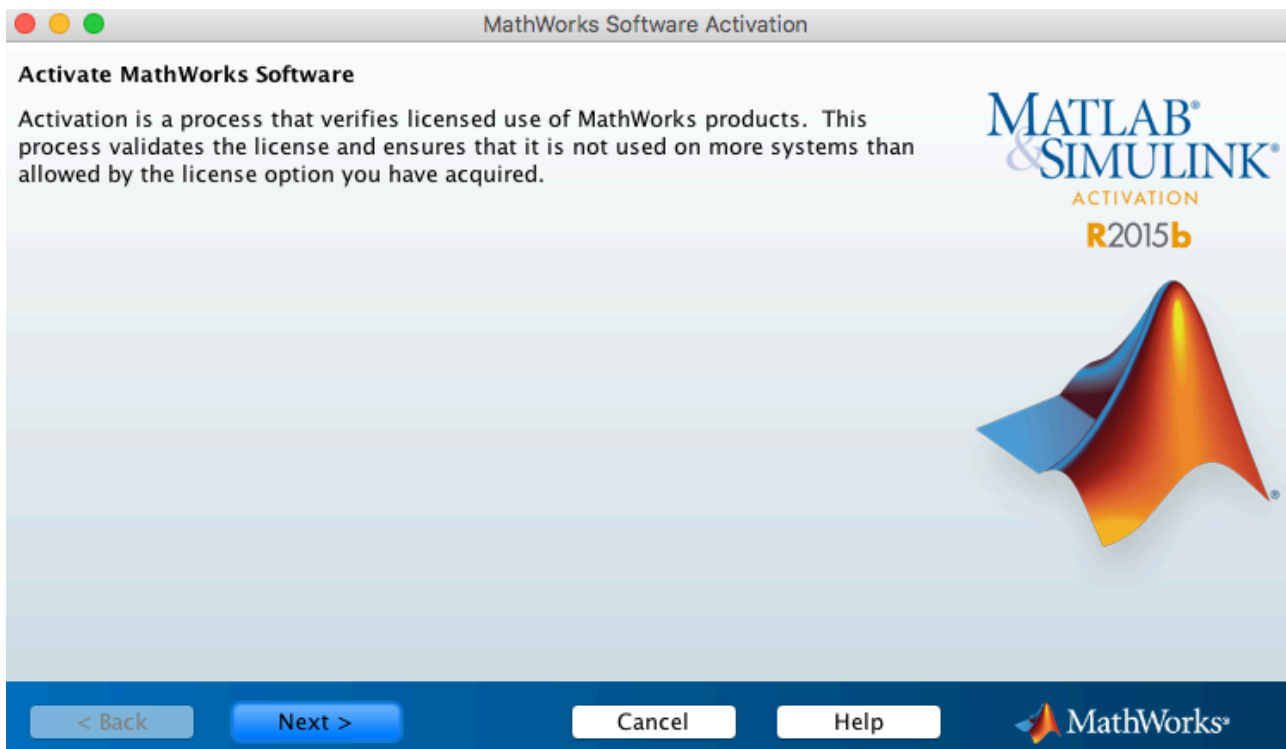 MathWorks Software Activation
Activate MathWorks Software
Activation is a process that verifies licensed use of MathWorks products.  This
process validates the license and ensures that it is not used on more systems than
allowed by the license option you have acquired.
MATLAB®
&SIMULINK®
ACTIVATION
R2015b
®
< Back
Next >
Cancel
Help
MathWorks®